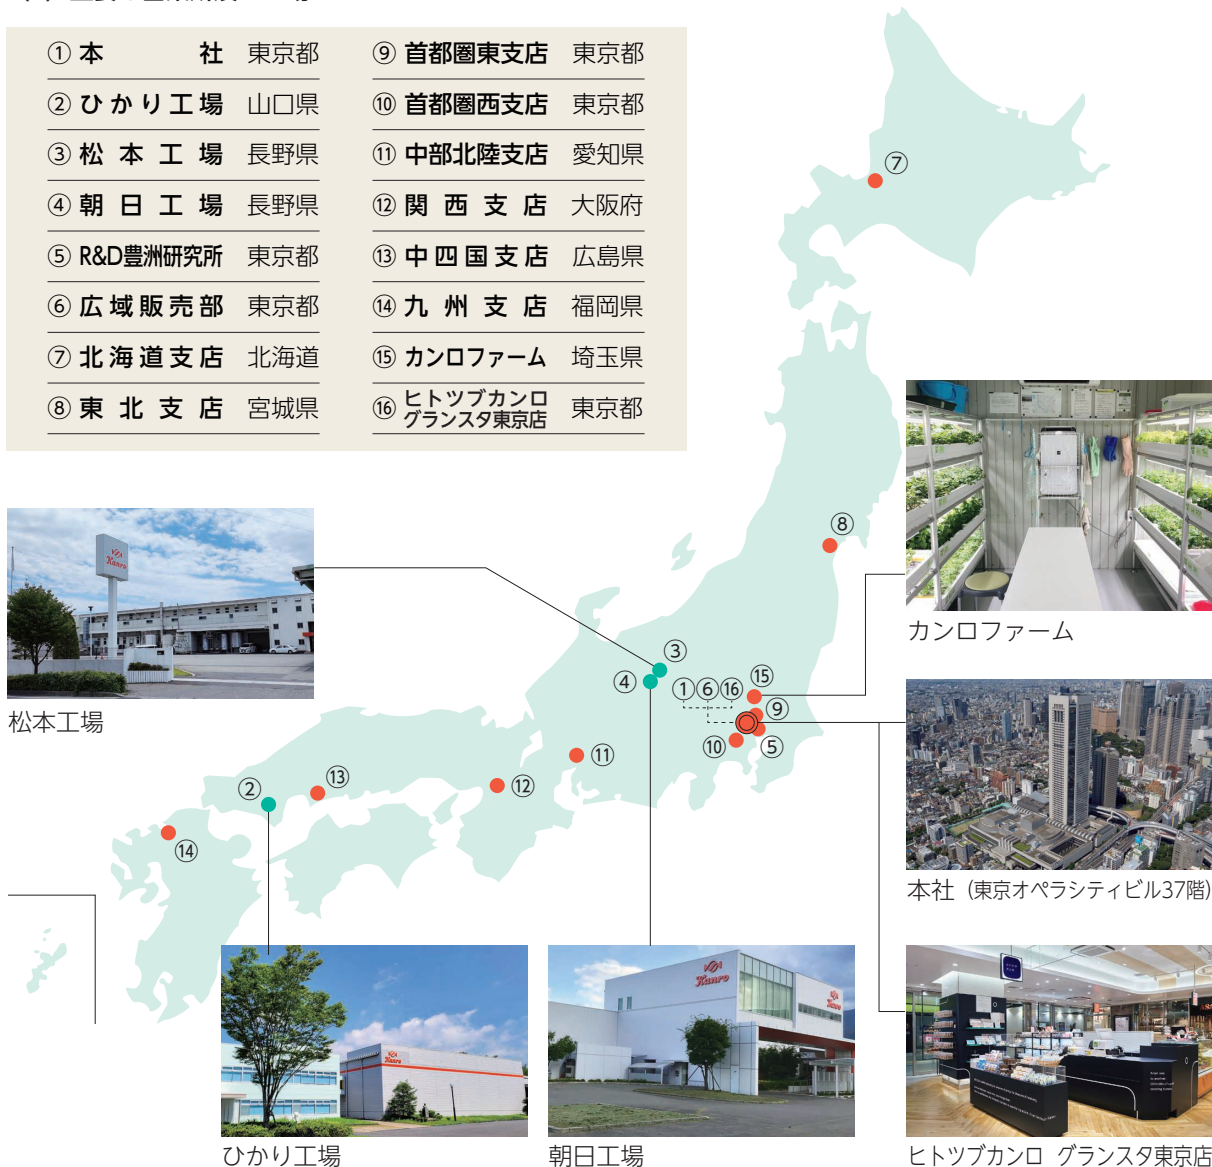 ① 本社 東京都
② ひかり工場 山口県
③ 松本工場 長野県
④ 朝日工場 長野県
⑤ R&D豊洲研究所 東京都
⑥ 広域販売部 東京都
⑦ 北海道支店 北海道
⑧ 東北支店 宮城県
⑨ 首都圏東支店 東京都
⑩ 首都圏西支店 東京都
⑪ 中部北陸支店 愛知県
⑫ 関西支店 大阪府
⑬ 中四国支店 広島県
⑭ 九州支店 福岡県
⑮ カンロファーム 埼玉県
⑯ ヒトツブカンロ
グランスタ東京店 東京都
⑦
⑧
カンロファーム
Kanro
松本工場
③
④
① ⑥ ⑯
⑮
⑨
⑩
⑤
⑪
⑫
⑬
②
⑭
本社 (東京オペラシティビル37階)
Kanro
ひかり工場
Kanro
朝日工場
ヒトツブカンロ グランスタ東京店